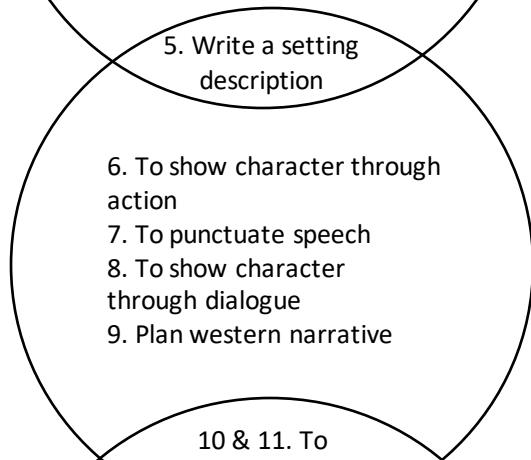 5. Write a setting
description
6. To show character through
action
7. To punctuate speech
8. To show character
through dialogue
9. Plan western narrative
10 & 11. To